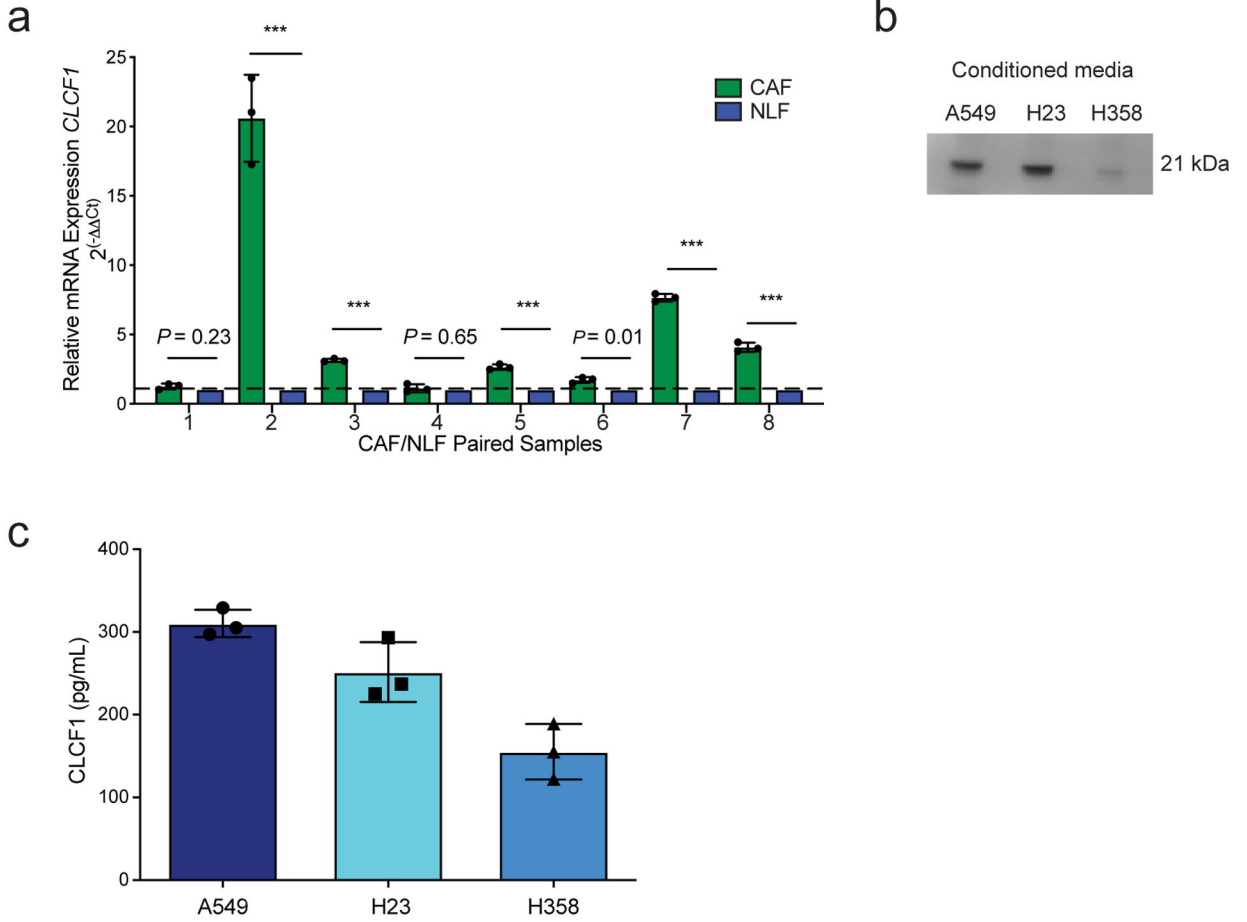 a
Relative mRNA Expression CLCF1
2(-ΔΔCt)
25
20
15
10
5
0
P = 0.23
***
***
P = 0.65
***
P = 0.01
***
***
CAF
NLF
1 2 3 4 5 6 7 8
CAF/NLF Paired Samples
b
Conditioned media
A549 H23 H358
21 kDa
c
CLCF1 (pg/mL)
400
300
200
100
0
A549 H23 H358